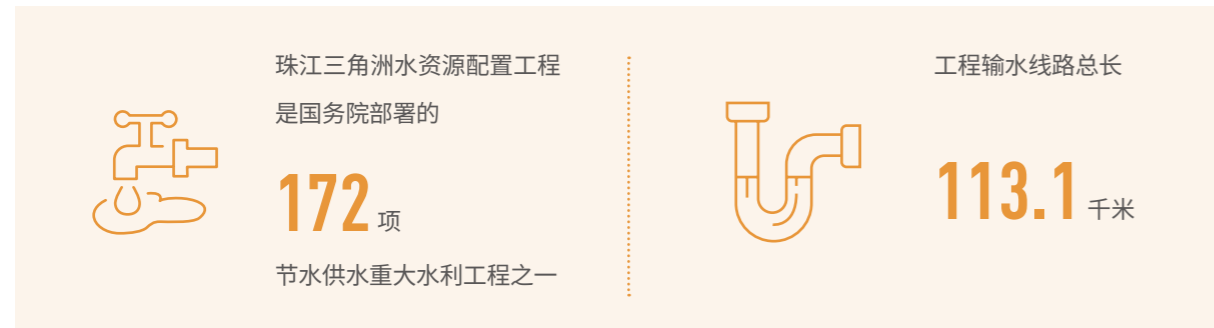 珠江三角洲水资源配置工程
是国务院部署的
172 项
节水供水重大水利工程之一
工程输水线路总长
113.1 千米